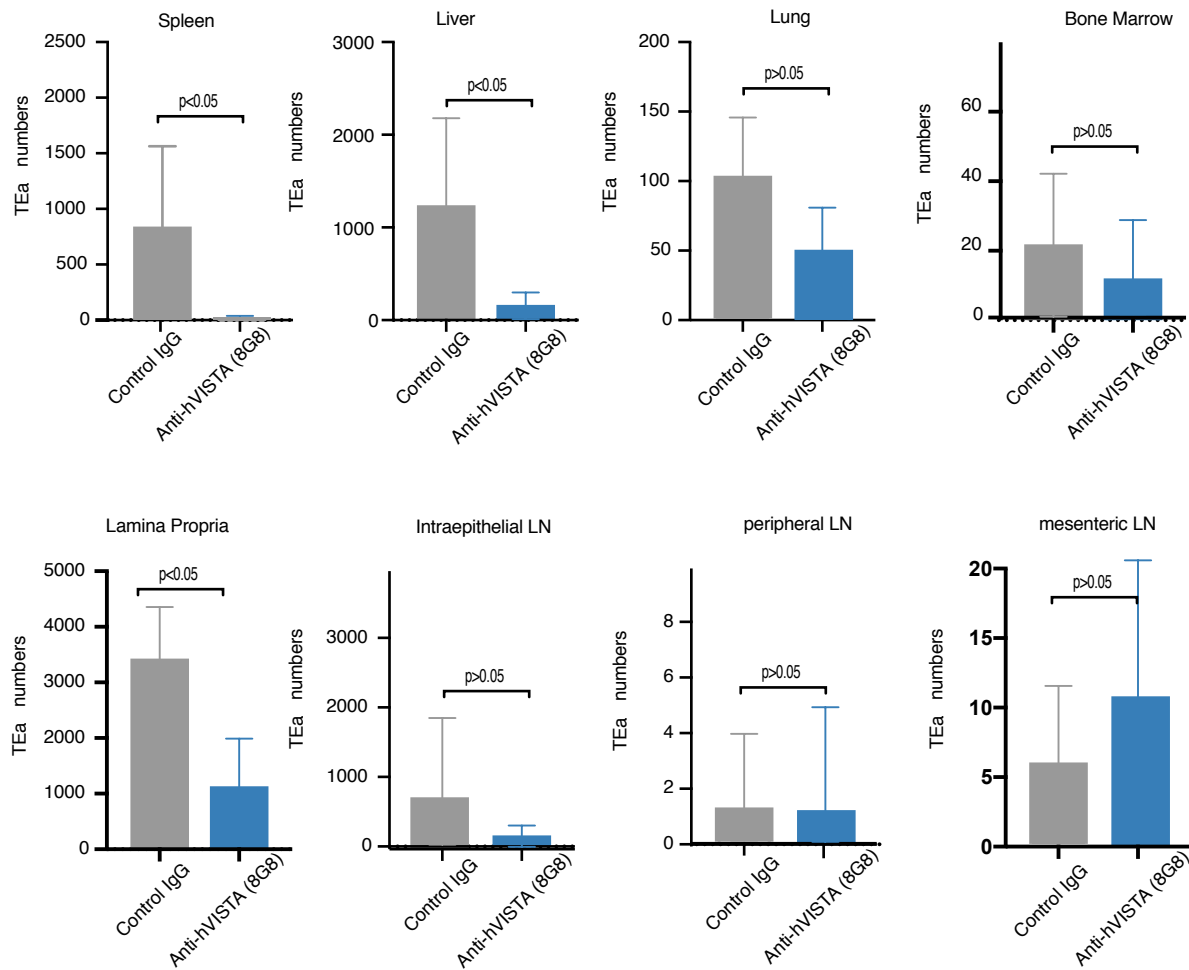 Spleen
2500
2000
1500
1000
500
0
TEa numbers
p<0.05
Control IgG
Anti-hVISTA (8G8)
Liver
3000
2000
1000
0
TEa numbers
p<0.05
Control IgG
Anti-hVISTA (8G8)
Lung
200
150
100
50
0
TEa numbers
p>0.05
Control IgG
Anti-hVISTA (8G8)
Bone Marrow
60
40
20
0
TEa numbers
p>0.05
Control IgG
Anti-hVISTA (8G8)
Lamina Propria
5000
4000
3000
2000
1000
0
TEa numbers
p<0.05
Control IgG
Anti-hVISTA (8G8)
Intraepithelial LN
3000
2000
1000
0
TEa numbers
p>0.05
Control IgG
Anti-hVISTA (8G8)
peripheral LN
8
6
4
2
0
TEa numbers
p>0.05
Control IgG
Anti-hVISTA (8G8)
mesenteric LN
20
15
10
5
0
TEa numbers
p>0.05
Control IgG
Anti-hVISTA (8G8)